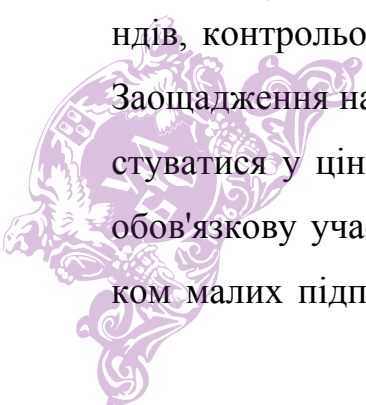 ндів, контрольо
Заощадження на
стуватися у цін
обов'язкову уча
ком малих підп